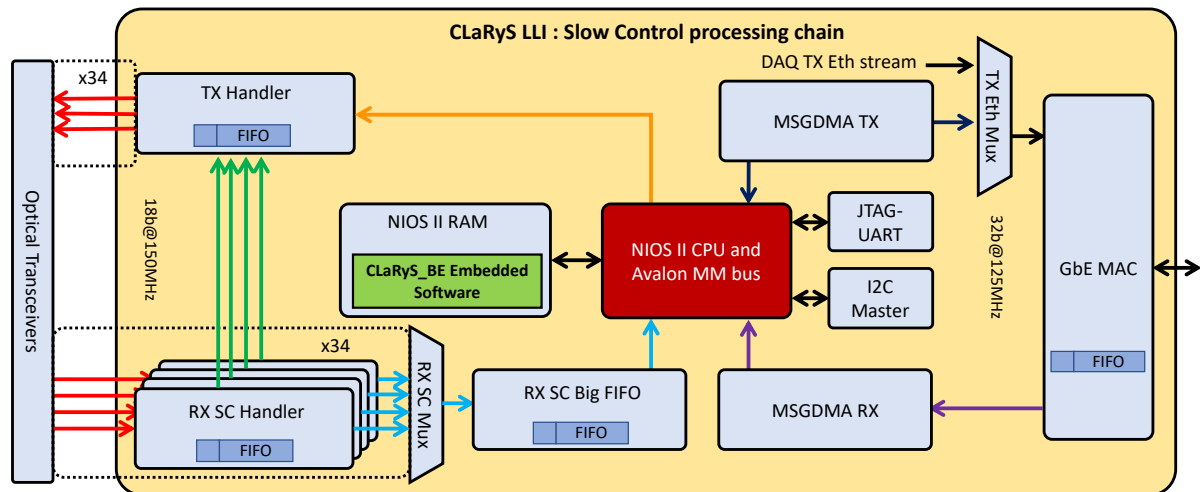 CLaRyS LLI : Slow Control processing chain
x34
TX Handler
FIFO
DAQ TX Eth stream
TX Eth Mux
MSGDMA TX
Optical Transceivers
18b@150MHz
NIOS II RAM
CLaRyS_BE Embedded
Software
NIOS II CPU and
Avalon MM bus
JTAG-
UART
I2C
Master
32b@125MHz
GbE MAC
FIFO
x34
RX SC Handler
FIFO
RX SC Mux
RX SC Big FIFO
FIFO
MSGDMA RX